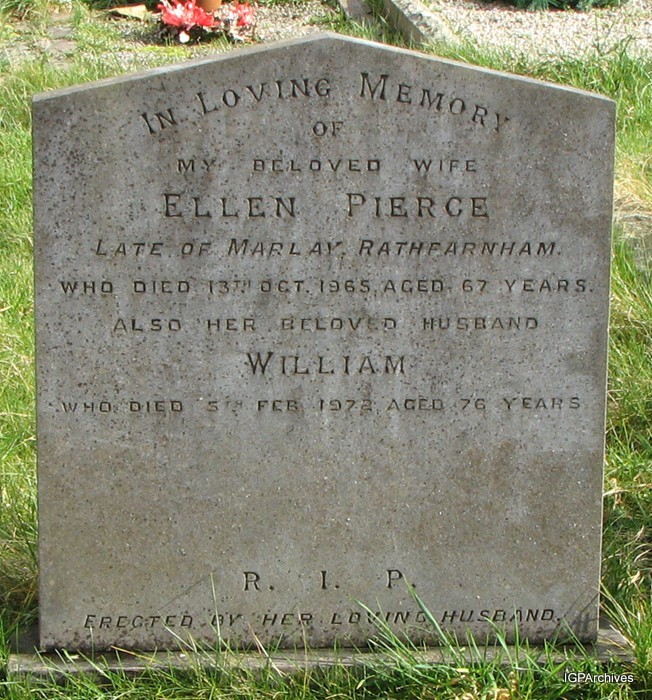 IN LOVING MEMORY
OF
MY BELOVED WIFE
ELLEN PIERCE
LATE OF MARLAY, RATHFARNHAM.
WHO DIED 13TH OCT. 1965, AGED 67 YEARS.
ALSO HER BELOVED HUSBAND
WILLIAM
WHO DIED 5TH FEB. 1972 AGED 76 YEARS
R. I. P.
ERECTED BY HER LOVING HUSBAND.
IGPArchives